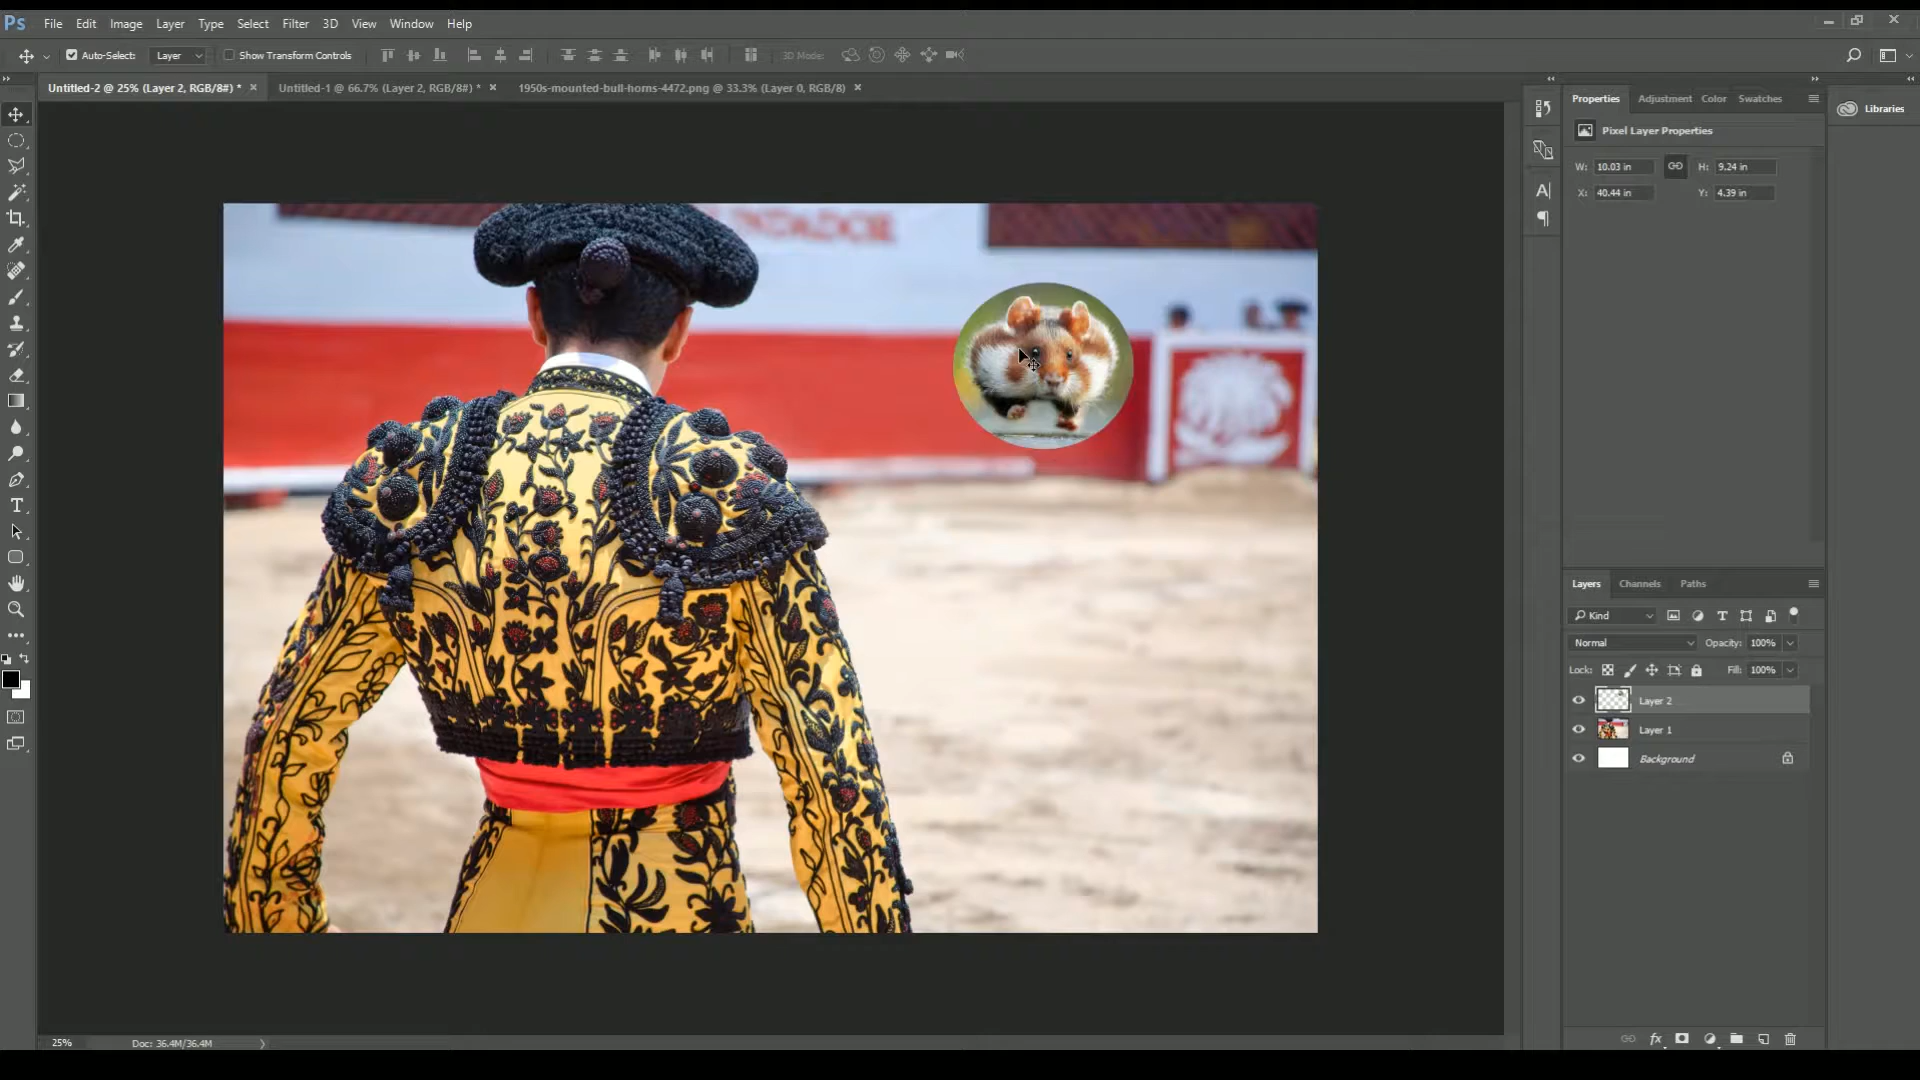 Ps File Edit Image Layer Type Select Filter 3D View Window Help
Auto-Select: Layer Show Transform Controls 3D Mode:
Untitled-2 @ 25% (Layer 2, RGB/8#) * × Untitled-1 @ 66.7% (Layer 2, RGB/8#) * × 1950s-mounted-bull-horns-4472.png @ 33.3% (Layer 0, RGB/8) ×
Properties Adjustment Color Swatches
Libraries
Pixel Layer Properties
W: 10.03 in H: 9.24 in
X: 40.44 in Y: 4.39 in
NDADOR
Layers Channels Paths
Kind
Normal Opacity: 100%
Lock: Fill: 100%
Layer 2
Layer 1
Background
25% Doc: 36.4M/36.4M